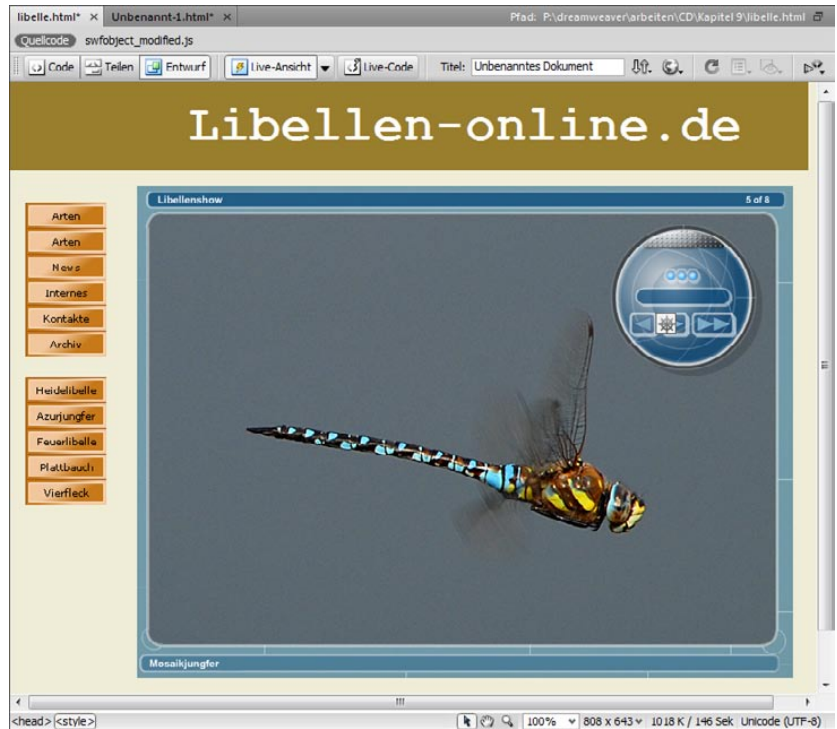 libelle.html* × Unbenannt-1.html* × Pfad: P:\dreamweaver\arbeiten\CD\Kapitel 9\libelle.html
Quellcode swfobject_modified.js
Code Teilen Entwurf Live-Ansicht Live-Code Titel: Unbenanntes Dokument
Libellen-online.de
Libellenshow 5 of 8
Arten
Arten
News
Internes
Kontakte
Archiv
Heidelibelle
Azurjungfer
Feuerlibelle
Plattbauch
Vierfleck
Mosaikjungfer
<head> <style> 100% 808 x 643 1018 K / 146 Sek Unicode (UTF-8)